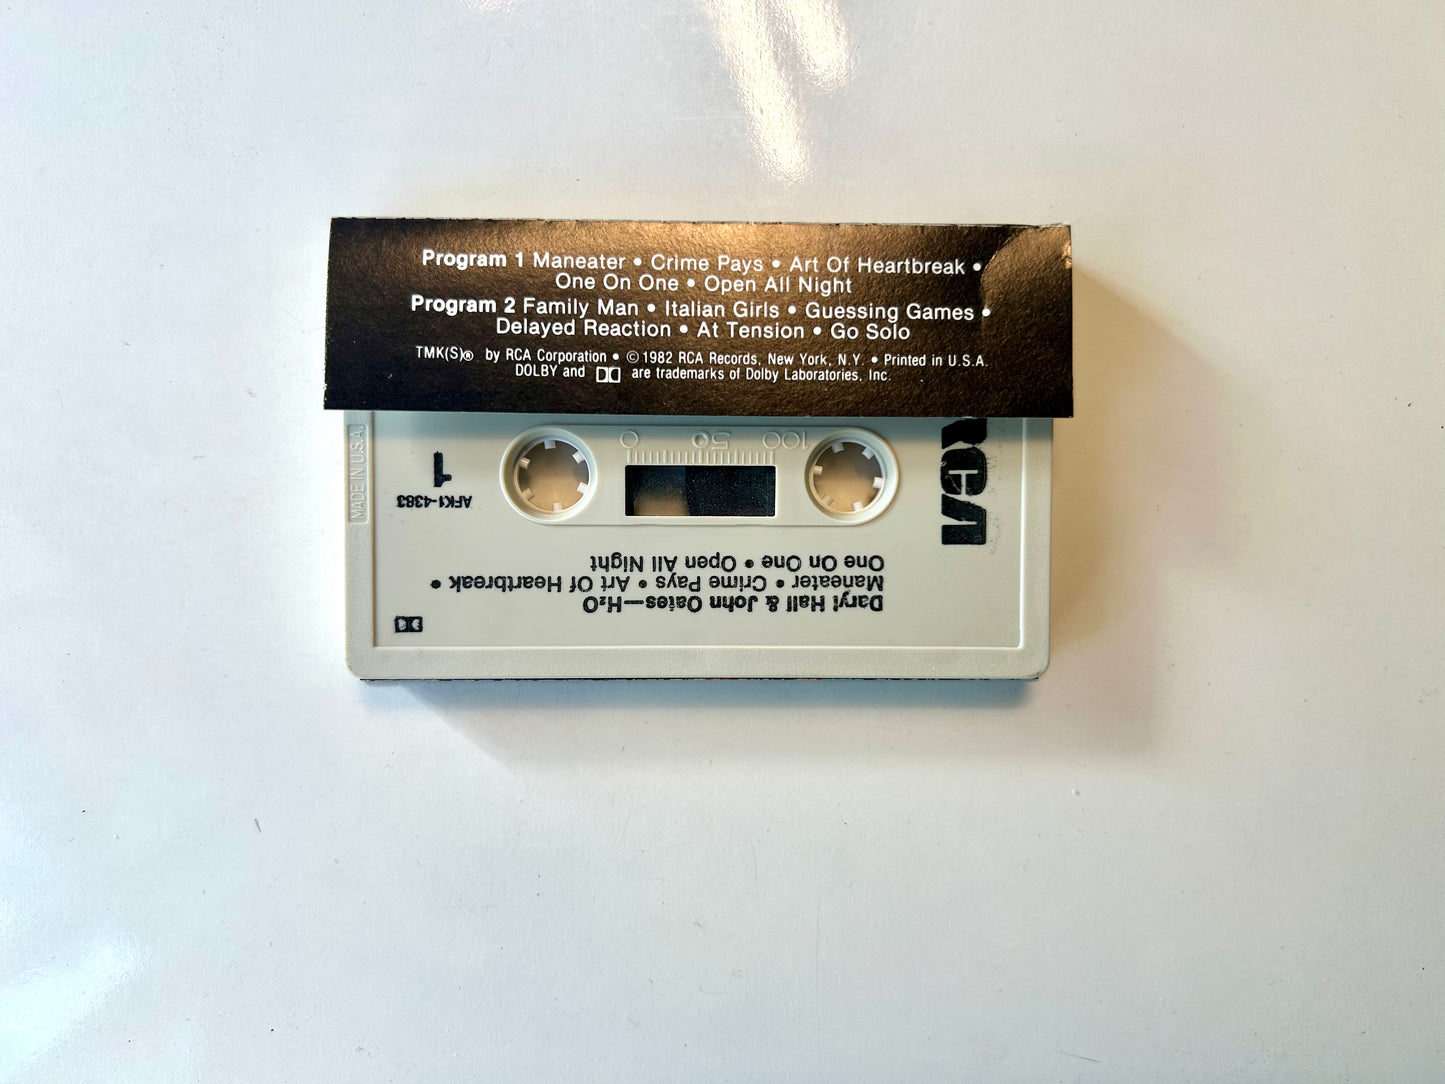 Program 1 Maneater • Crime Pays • Art Of Heartbreak •
One On One • Open All Night
Program 2 Family Man • Italian Girls • Guessing Games •
Delayed Reaction • At Tension • Go Solo
TMK(S)® by RCA Corporation • © 1982 RCA Records, New York, N.Y. • Printed in U.S.A.
DOLBY and are trademarks of Dolby Laboratories, Inc.
Daryl Hall & John Oates—H₂O
Maneater • Crime Pays • Art Of Heartbreak •
One On One • Open All Night
RCA
AFK1-4383
1
100 50 0
MADE IN U.S.A.